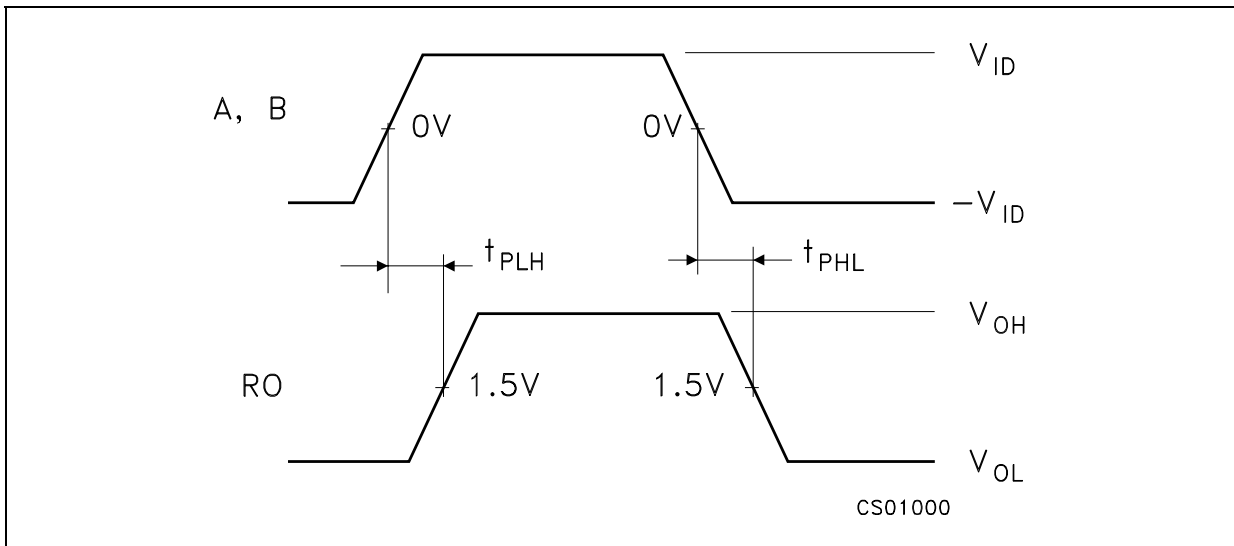 V_ID
A, B
0V 0V
-V_ID
t_PLH t_PHL
V_OH
RO 1.5V 1.5V
V_OL
CS01000